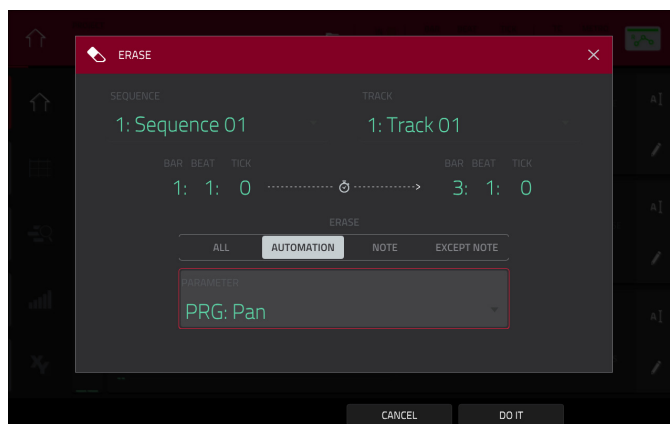 ERASE
SEQUENCE TRACK
1: Sequence 01 1: Track 01
BAR BEAT TICK BAR BEAT TICK
1: 1: 0 3: 1: 0
ERASE
ALL AUTOMATION NOTE EXCEPT NOTE
PARAMETER
PRG: Pan
CANCEL DO IT